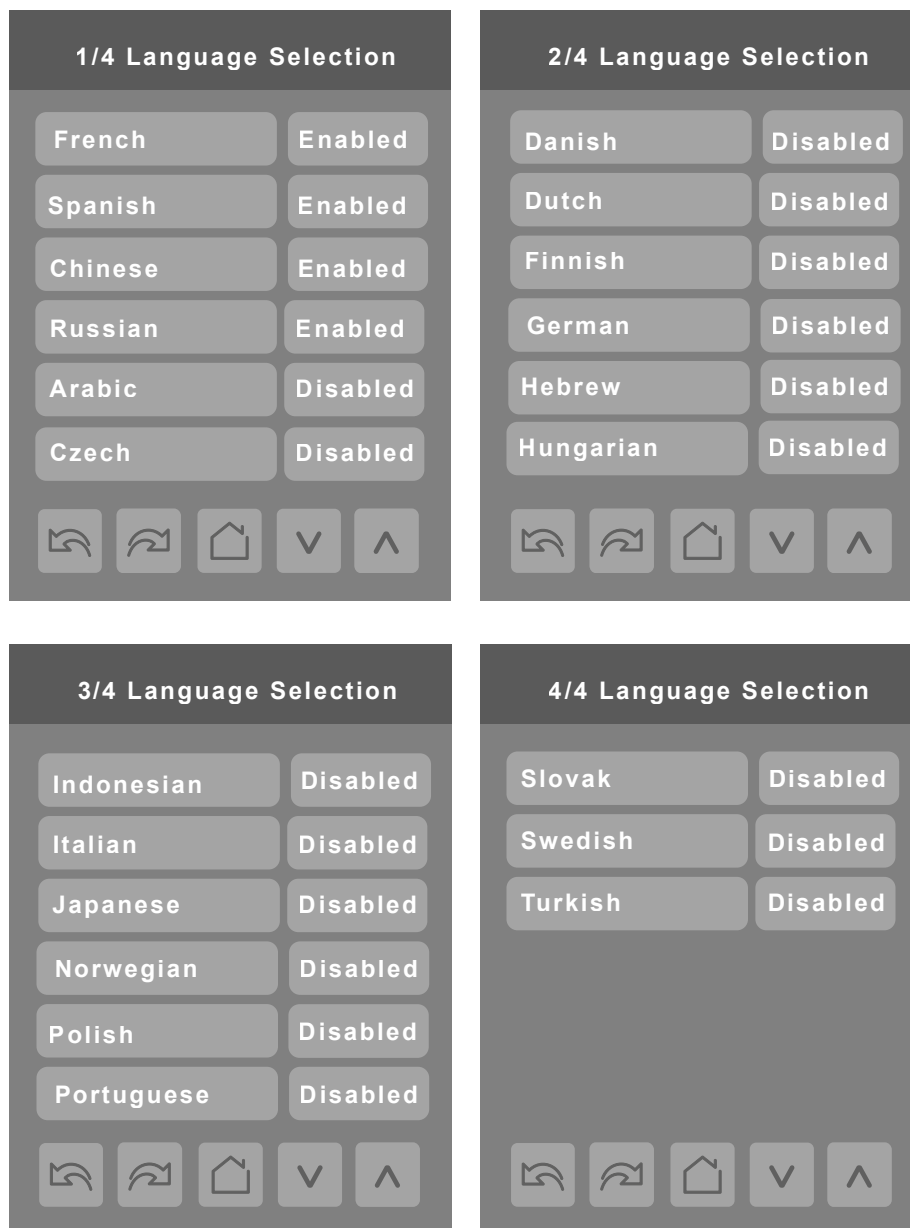 1/4 Language Selection
French Enabled
Spanish Enabled
Chinese Enabled
Russian Enabled
Arabic Disabled
Czech Disabled
2/4 Language Selection
Danish Disabled
Dutch Disabled
Finnish Disabled
German Disabled
Hebrew Disabled
Hungarian Disabled
3/4 Language Selection
Indonesian Disabled
Italian Disabled
Japanese Disabled
Norwegian Disabled
Polish Disabled
Portuguese Disabled
4/4 Language Selection
Slovak Disabled
Swedish Disabled
Turkish Disabled